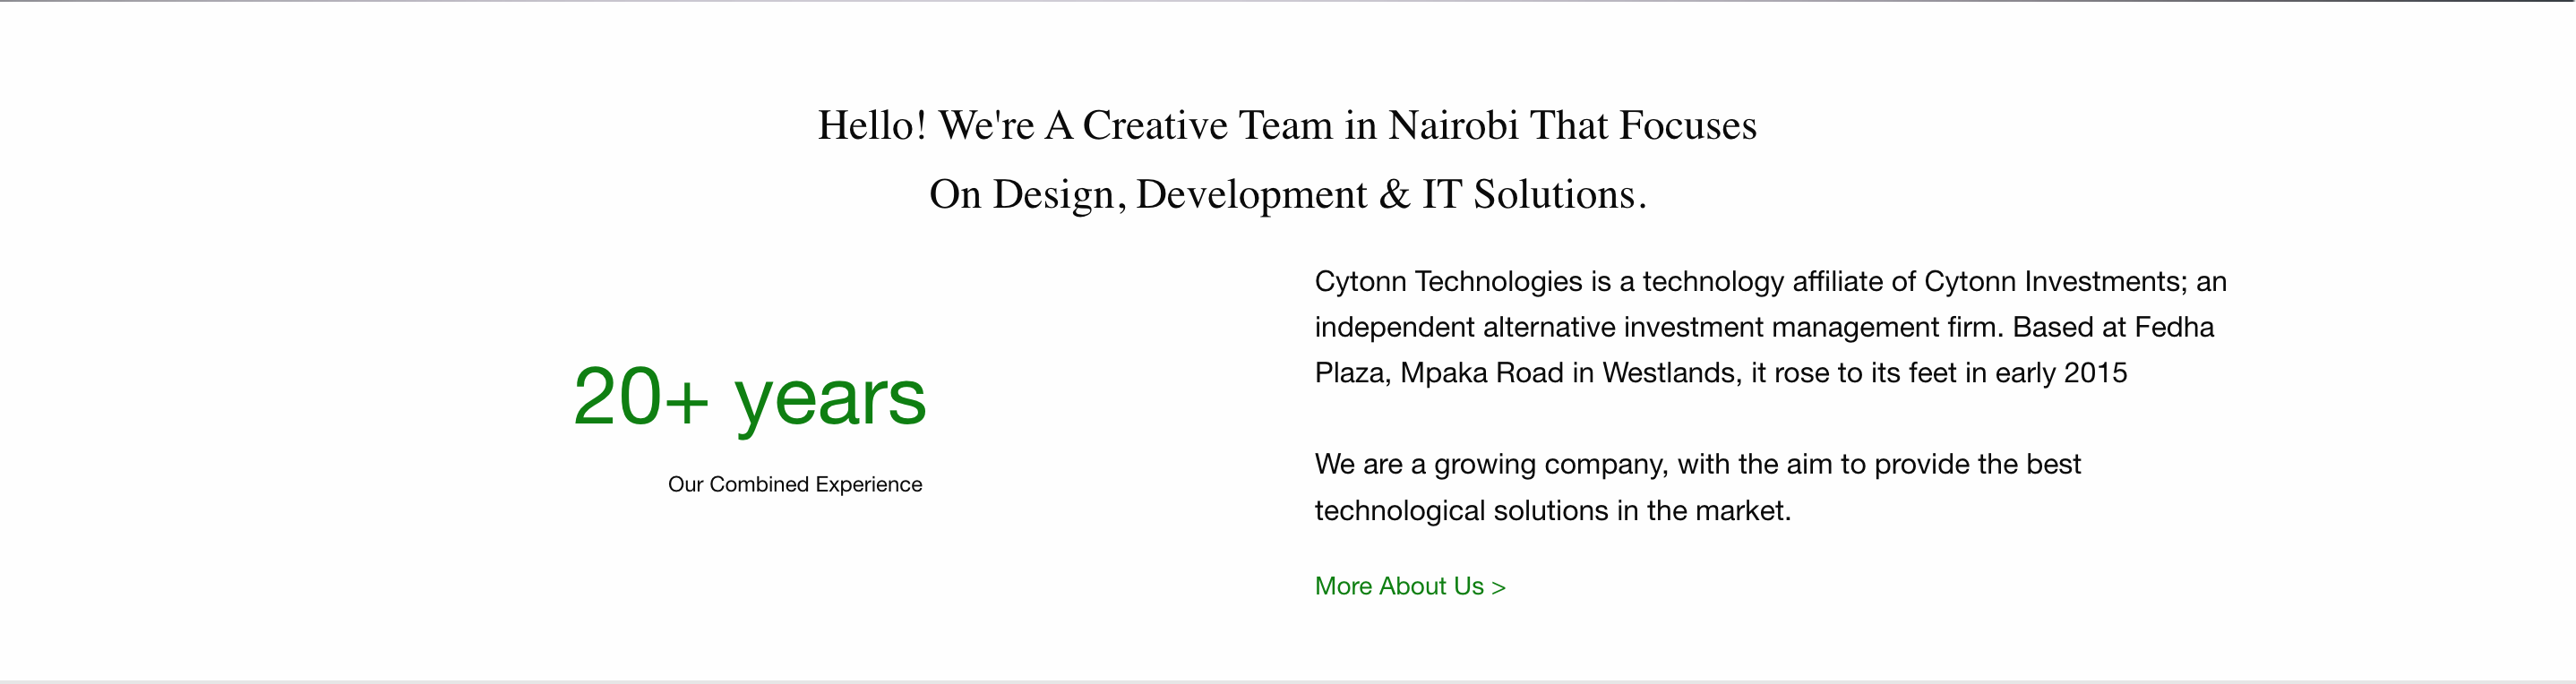 Hello! We're A Creative Team in Nairobi That Focuses
On Design, Development & IT Solutions.
20+ years
Our Combined Experience
Cytonn Technologies is a technology affiliate of Cytonn Investments; an
independent alternative investment management firm. Based at Fedha
Plaza, Mpaka Road in Westlands, it rose to its feet in early 2015
We are a growing company, with the aim to provide the best
technological solutions in the market.
More About Us >